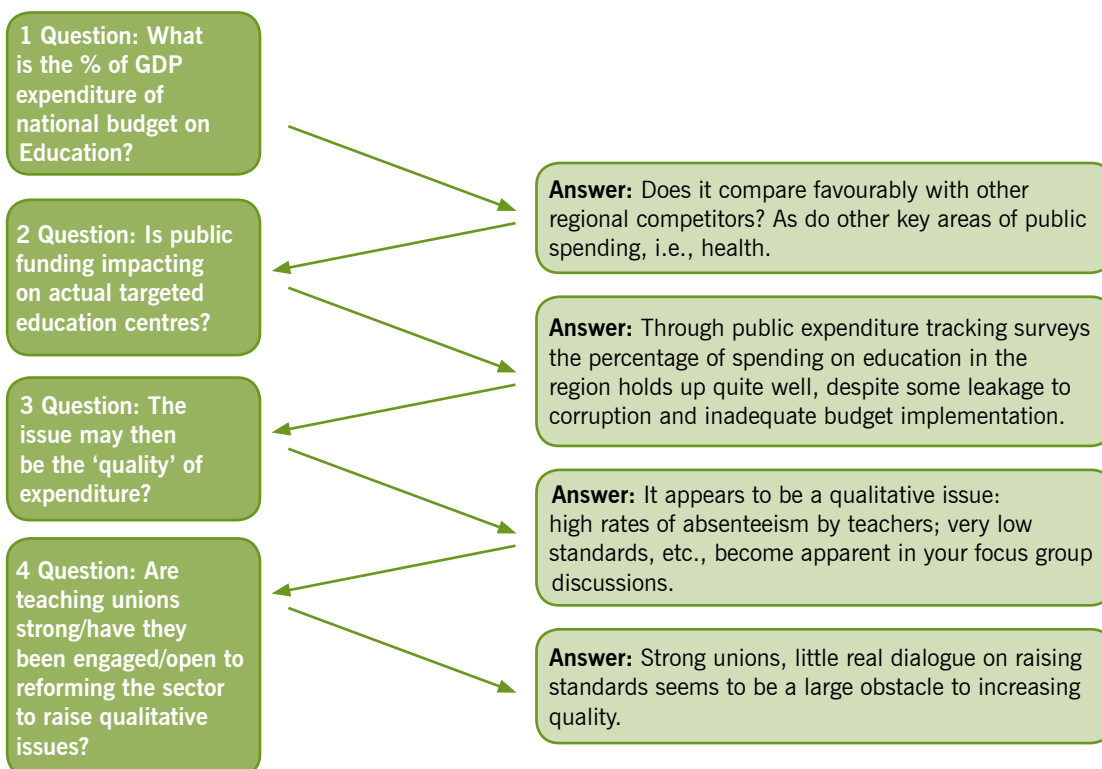 1 Question: What
is the % of GDP
expenditure of
national budget on
Education?
Answer: Does it compare favourably with other
regional competitors? As do other key areas of public
spending, i.e., health.
2 Question: Is public
funding impacting
on actual targeted
education centres?
Answer: Through public expenditure tracking surveys
the percentage of spending on education in the
region holds up quite well, despite some leakage to
corruption and inadequate budget implementation.
3 Question: The
issue may then
be the ‘quality’ of
expenditure?
Answer: It appears to be a qualitative issue:
high rates of absenteeism by teachers; very low
standards, etc., become apparent in your focus group
discussions.
4 Question: Are
teaching unions
strong/have they
been engaged/open to
reforming the sector
to raise qualitative
issues?
Answer: Strong unions, little real dialogue on raising
standards seems to be a large obstacle to increasing
quality.